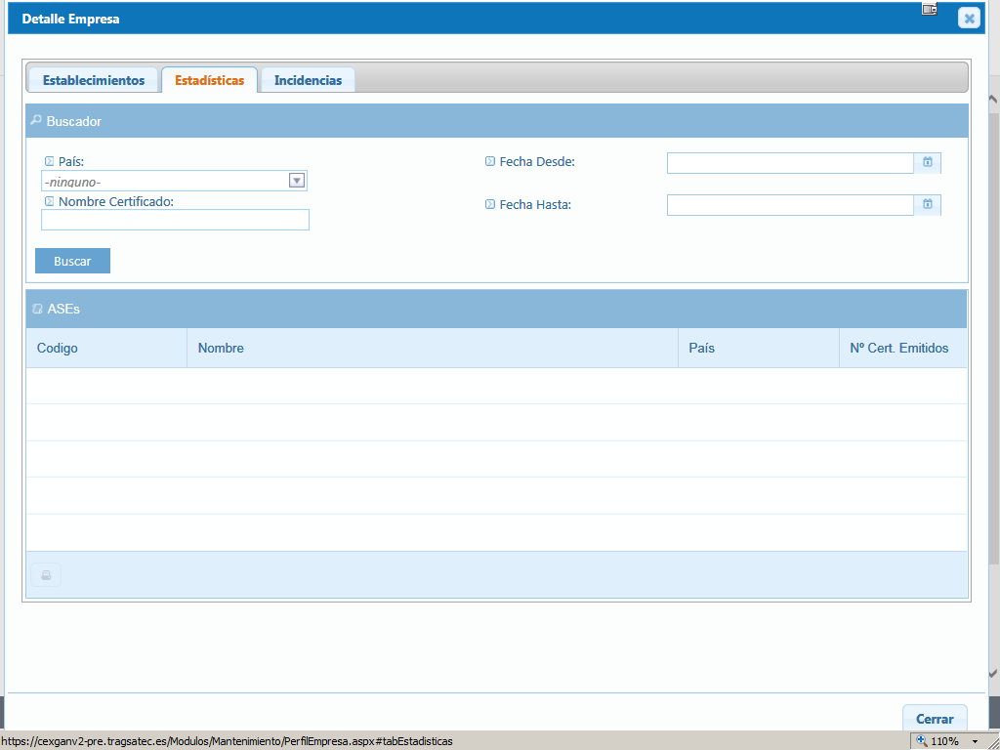 Detalle Empresa
Establecimientos
Estadísticas
Incidencias
Buscador
País:
-ninguno-
Nombre Certificado:
Fecha Desde:
Fecha Hasta:
Buscar
ASEs
Codigo
Nombre
País
Nº Cert. Emitidos
Cerrar
https://cexganv2-pre.tragsatec.es/Modulos/Mantenimiento/PerfilEmpresa.aspx#tabEstadisticas
110%